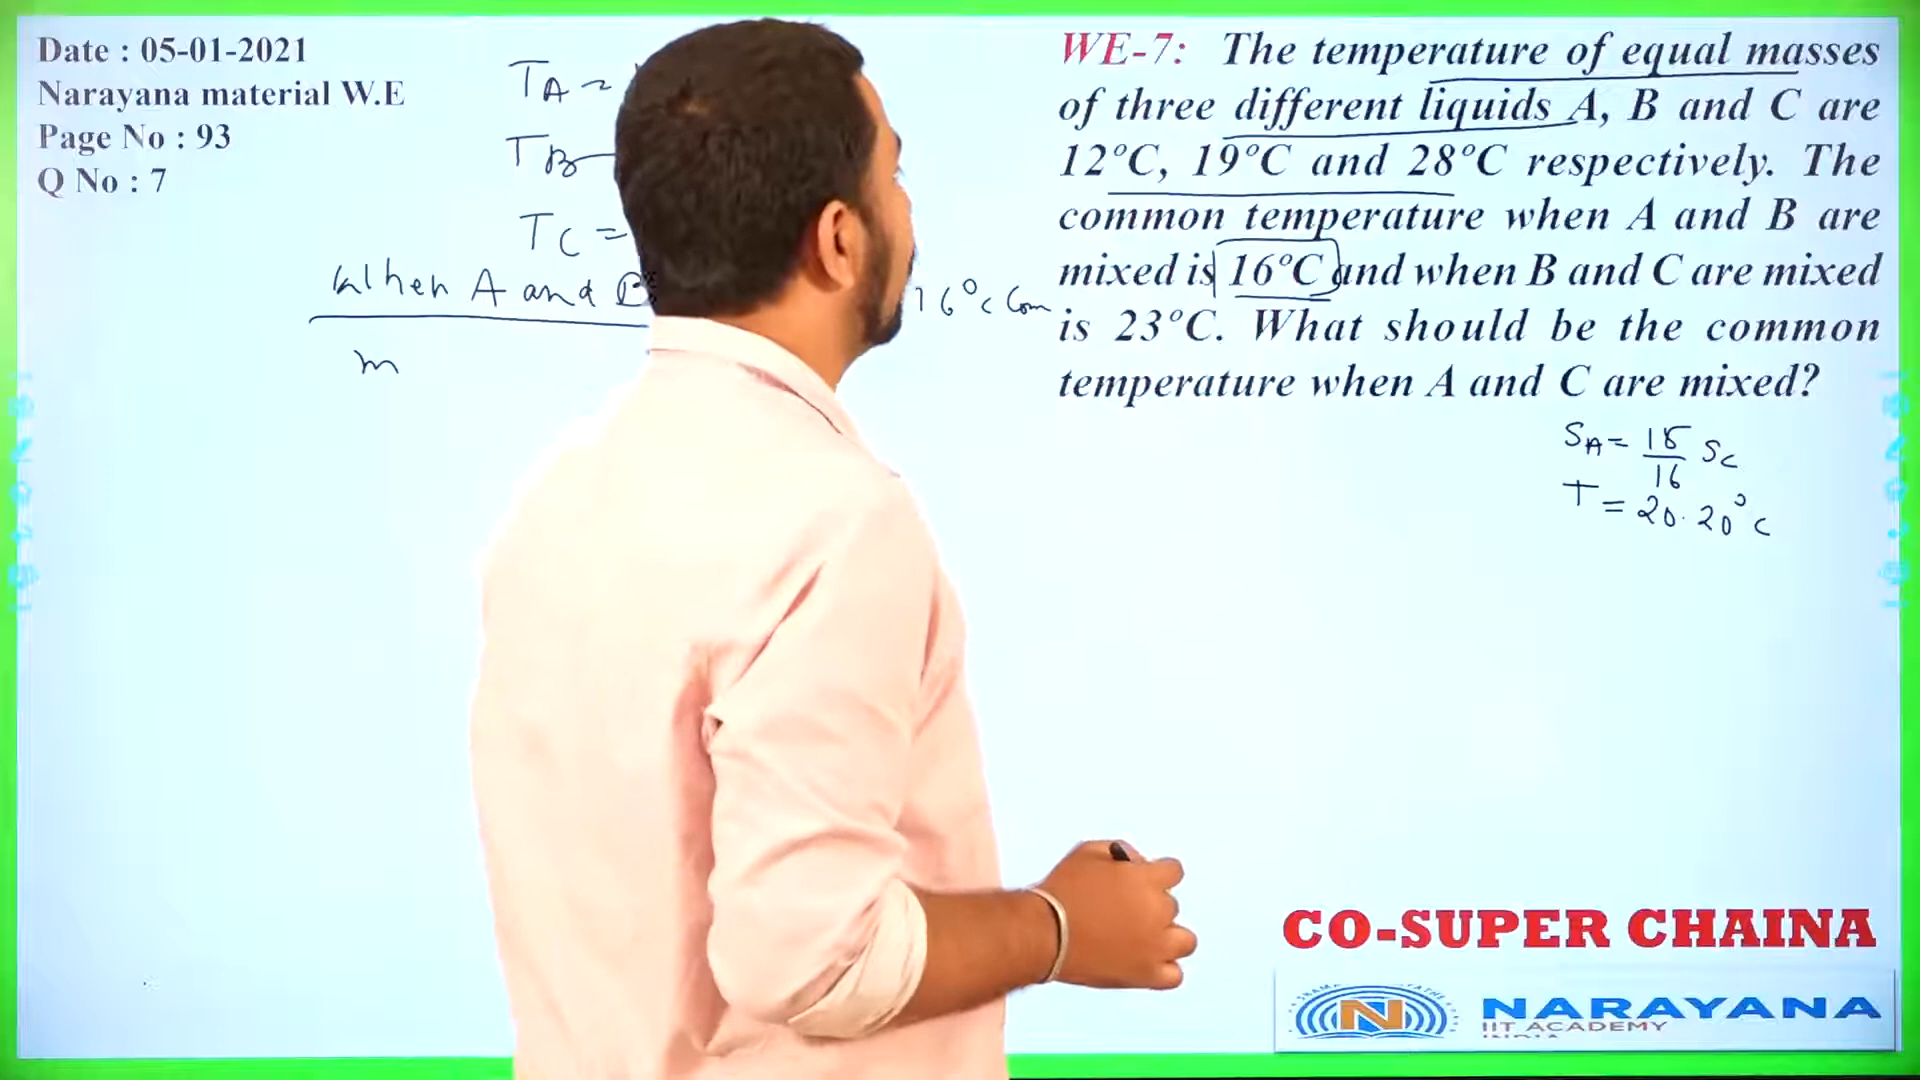 Date : 05-01-2021
Narayana material W.E
Page No : 93
Q No : 7
T_A =
T_B
T_C =
When A and B
16°C Com
m
WE-7: The temperature of equal masses
of three different liquids A, B and C are
12°C, 19°C and 28°C respectively. The
common temperature when A and B are
mixed is 16°C and when B and C are mixed
is 23°C. What should be the common
temperature when A and C are mixed?
S_A = 15/16 S_C
T = 20.20°C
CO-SUPER CHAINA
N
NARAYANA
IIT ACADEMY
INDIA